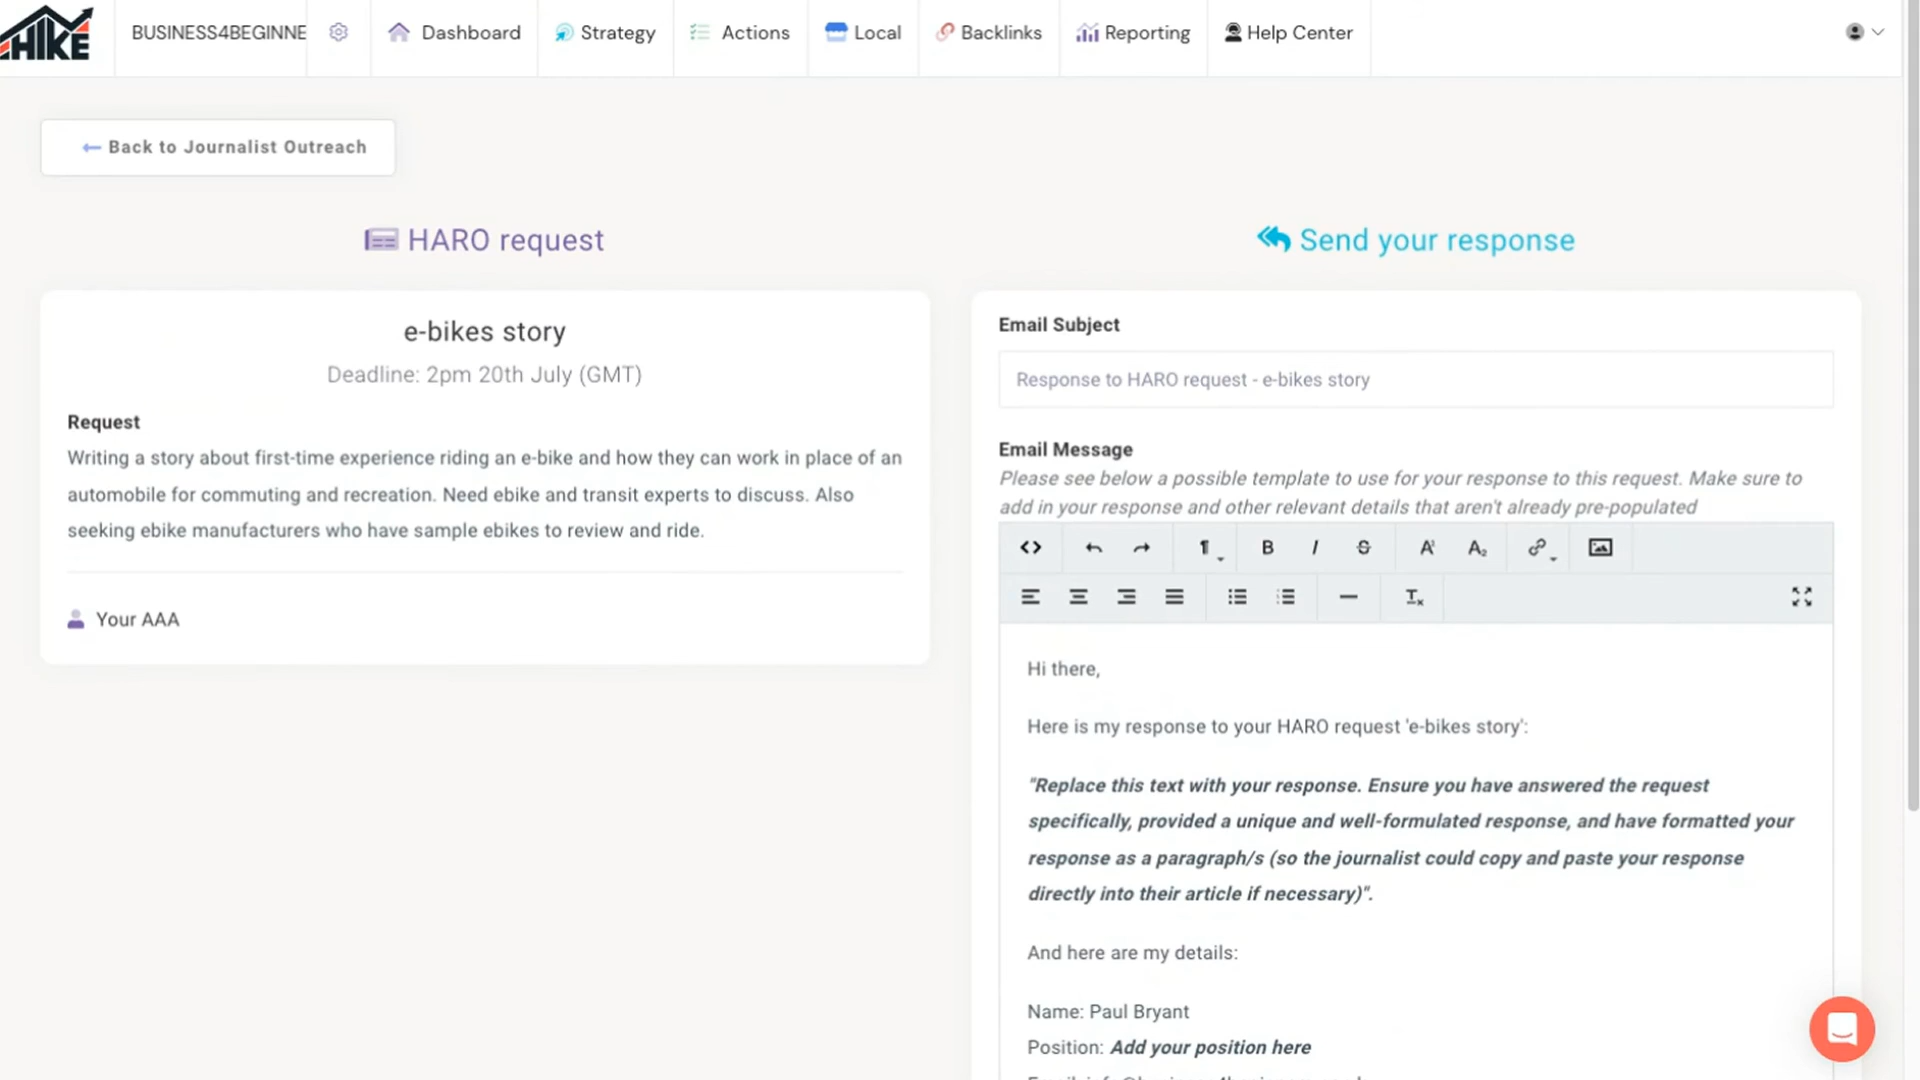 HIKE
BUSINESS4BEGINNE
Dashboard
Strategy
Actions
Local
Backlinks
Reporting
Help Center
Back to Journalist Outreach
HARO request
e-bikes story
Deadline: 2pm 20th July (GMT)
Request
Writing a story about first-time experience riding an e-bike and how they can work in place of an
automobile for commuting and recreation. Need ebike and transit experts to discuss. Also
seeking ebike manufacturers who have sample ebikes to review and ride.
Your AAA
Send your response
Email Subject
Response to HARO request - e-bikes story
Email Message
Please see below a possible template to use for your response to this request. Make sure to
add in your response and other relevant details that aren't already pre-populated
Hi there,
Here is my response to your HARO request 'e-bikes story':
"Replace this text with your response. Ensure you have answered the request
specifically, provided a unique and well-formulated response, and have formatted your
response as a paragraph/s (so the journalist could copy and paste your response
directly into their article if necessary)".
And here are my details:
Name: Paul Bryant
Position: Add your position here